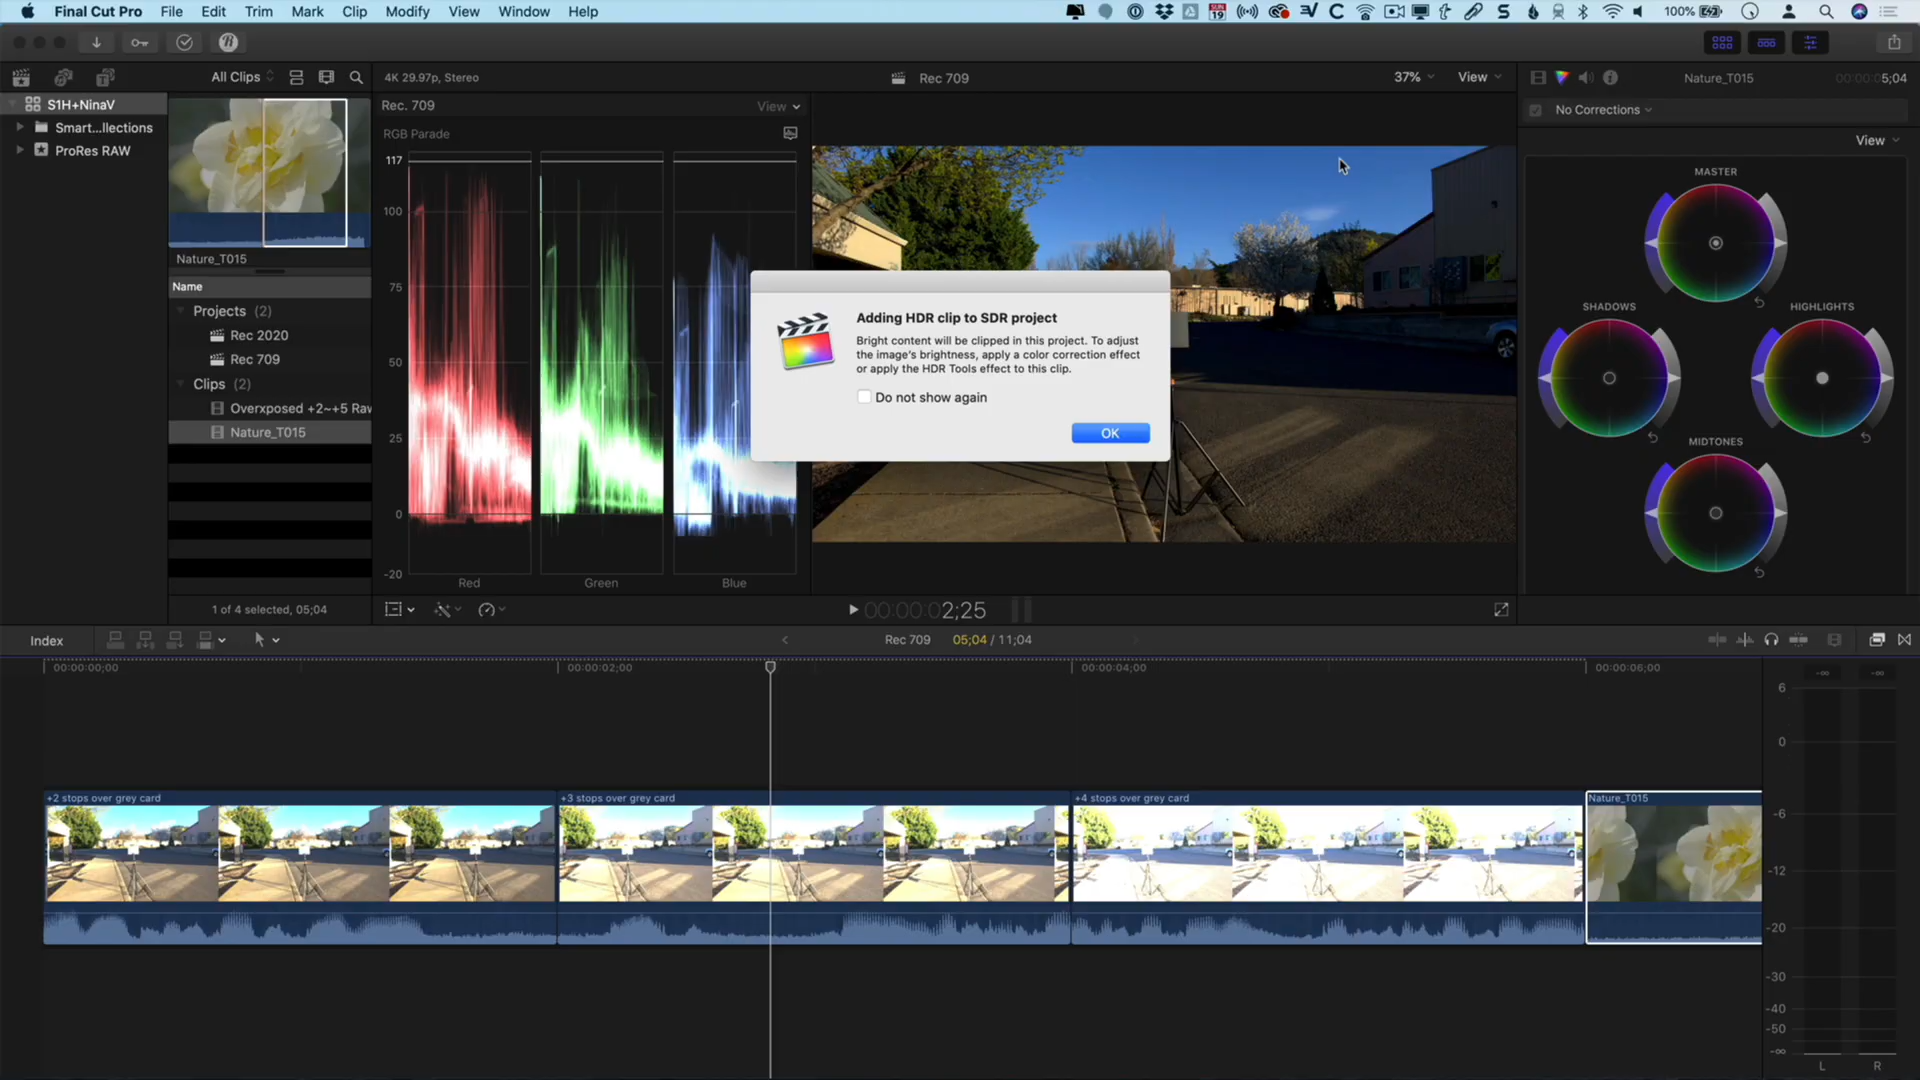 Final Cut Pro File Edit Trim Mark Clip Modify View Window Help
SUN
19
100%
All Clips
4K 29.97p, Stereo
Rec 709
37%
View
Nature_T015
00:00:05;04
S1H+NinaV
Smart...llections
ProRes RAW
Rec. 709
View
RGB Parade
No Corrections
View
117
100
75
50
25
0
-20
Red
Green
Blue
Nature_T015
Name
Projects (2)
Rec 2020
Rec 709
Clips (2)
Overxposed +2~+5 Raw
Nature_T015
1 of 4 selected, 05;04
Adding HDR clip to SDR project
Bright content will be clipped in this project. To adjust
the image's brightness, apply a color correction effect
or apply the HDR Tools effect to this clip.
Do not show again
OK
MASTER
SHADOWS
HIGHLIGHTS
MIDTONES
00:00:02;25
Index
Rec 709
05;04 / 11;04
00:00:00;00
00:00:02;00
00:00:04;00
00:00:06;00
+2 stops over grey card
+3 stops over grey card
+4 stops over grey card
Nature_T015
-∞ -∞
6
0
-6
-12
-20
-30
-40
-50
-∞
L
R